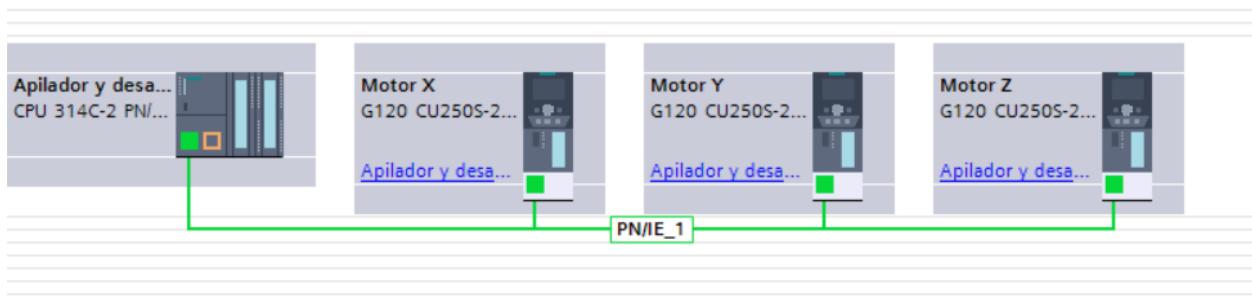 Apilador y desa...
CPU 314C-2 PN/...
Motor X
G120 CU250S-2...
Apilador y desa...
Motor Y
G120 CU250S-2...
Apilador y desa...
Motor Z
G120 CU250S-2...
Apilador y desa...
PN/IE_1